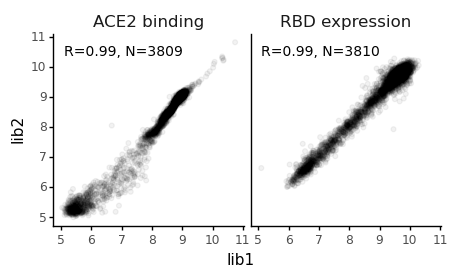 ACE2 binding
RBD expression
R=0.99, N=3809
R=0.99, N=3810
11
10
9
8
7
6
5
lib2
5 6 7 8 9 10 11
5 6 7 8 9 10 11
lib1